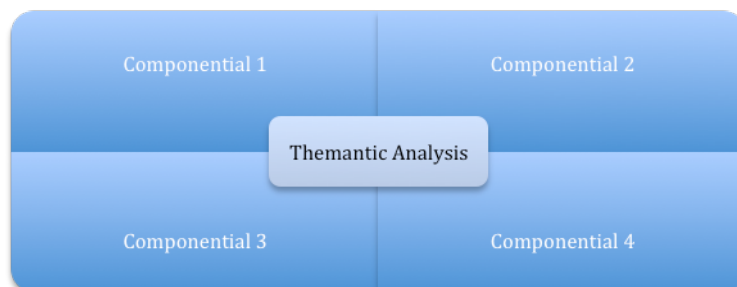 Componential 1
Componential 2
Themantic Analysis
Componential 3
Componential 4